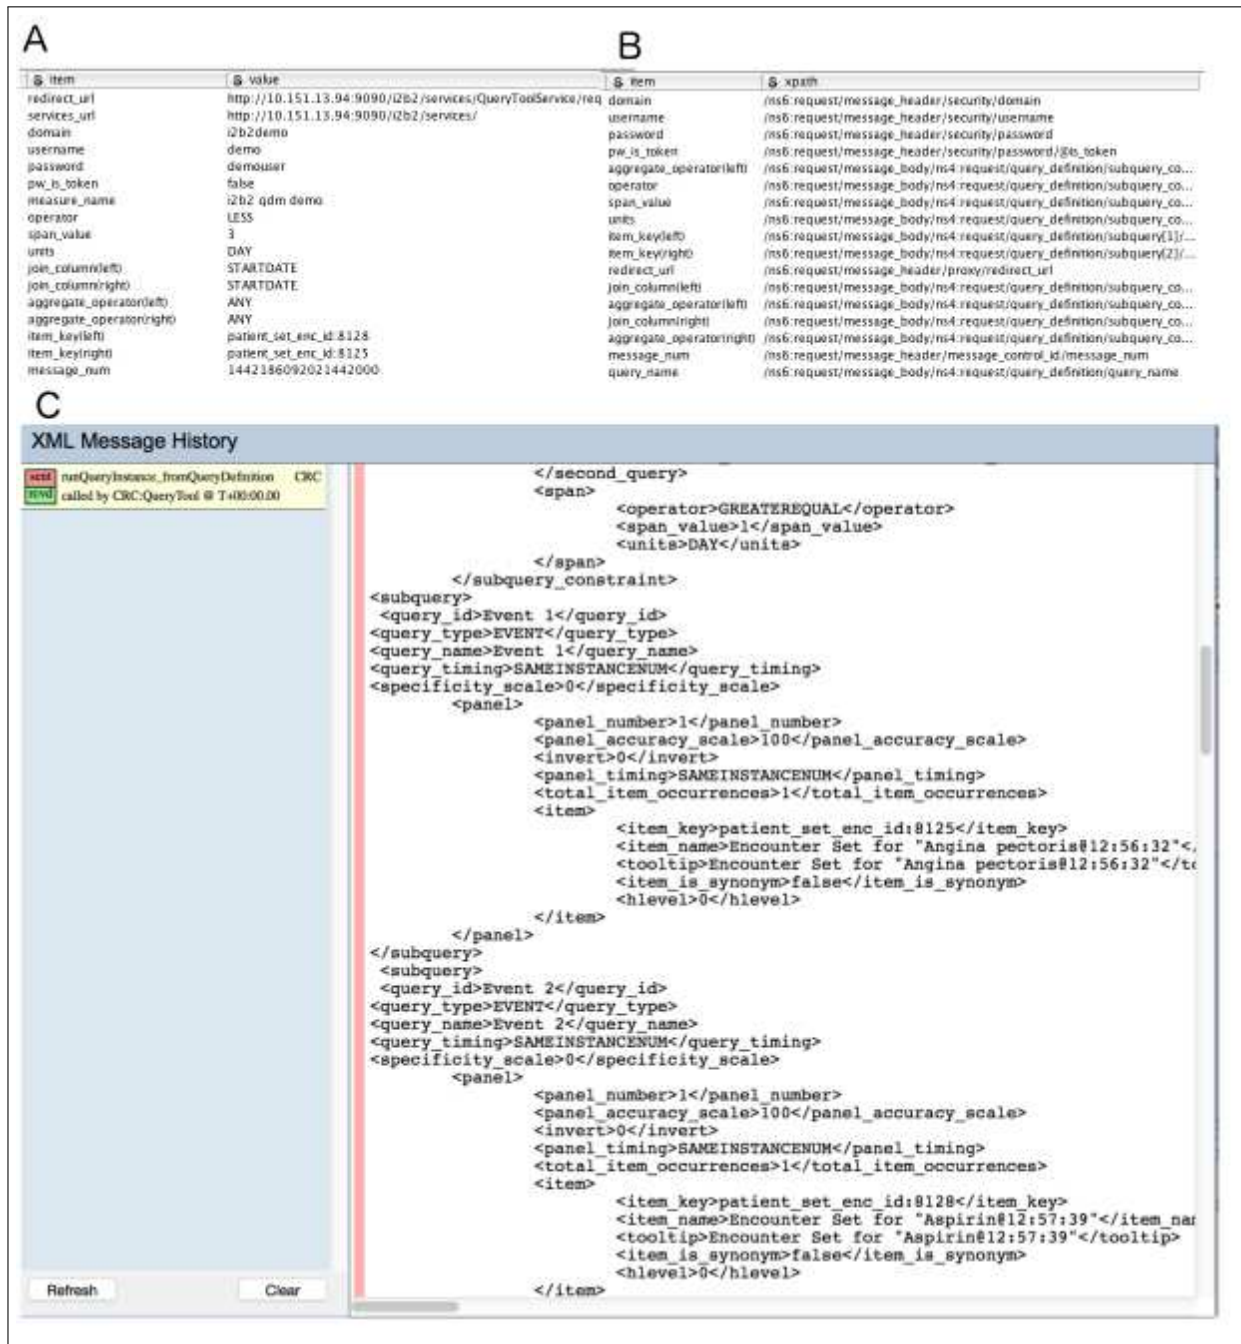 A
item value
redirect_url http://10.151.13.94:9090/i2b2/services/QueryToolService/req
services_url http://10.151.13.94:9090/i2b2/services/
domain i2b2demo
username demo
password demouser
pw_is_token false
measure_name i2b2 qdm demo
operator LESS
span_value 3
units DAY
join_column(left) STARTDATE
join_column(right) STARTDATE
aggregate_operator(left) ANY
aggregate_operator(right) ANY
item_key(left) patient_set_enc_id:8128
item_key(right) patient_set_enc_id:8125
message_num 1442186092021442000
B
item xpath
domain /ns6:request/message_header/security/domain
username /ns6:request/message_header/security/username
password /ns6:request/message_header/security/password
pw_is_token /ns6:request/message_header/security/password/@is_token
aggregate_operator(left) /ns6:request/message_body/ns4:request/query_definition/subquery_co...
operator /ns6:request/message_body/ns4:request/query_definition/subquery_co...
span_value /ns6:request/message_body/ns4:request/query_definition/subquery_co...
units /ns6:request/message_body/ns4:request/query_definition/subquery_co...
item_key(left) /ns6:request/message_body/ns4:request/query_definition/subquery[1]/...
item_key(right) /ns6:request/message_body/ns4:request/query_definition/subquery[2]/...
redirect_url /ns6:request/message_header/proxy/redirect_url
join_column(left) /ns6:request/message_body/ns4:request/query_definition/subquery_co...
aggregate_operator(left) /ns6:request/message_body/ns4:request/query_definition/subquery_co...
join_column(right) /ns6:request/message_body/ns4:request/query_definition/subquery_co...
aggregate_operator(right) /ns6:request/message_body/ns4:request/query_definition/subquery_co...
message_num /ns6:request/message_header/message_control_id/message_num
query_name /ns6:request/message_body/ns4:request/query_definition/query_name
C
XML Message History
sent runQueryInstance_fromQueryDefinition CRC
recvd called by CRC:QueryTool @ T+00:00.00
</second_query>
<span>
<operator>GREATEREQUAL</operator>
<span_value>1</span_value>
<units>DAY</units>
</span>
</subquery_constraint>
<subquery>
<query_id>Event 1</query_id>
<query_type>EVENT</query_type>
<query_name>Event 1</query_name>
<query_timing>SAMEINSTANCENUM</query_timing>
<specificity_scale>0</specificity_scale>
<panel>
<panel_number>1</panel_number>
<panel_accuracy_scale>100</panel_accuracy_scale>
<invert>0</invert>
<panel_timing>SAMEINSTANCENUM</panel_timing>
<total_item_occurrences>1</total_item_occurrences>
<item>
<item_key>patient_set_enc_id:8125</item_key>
<item_name>Encounter Set for "Angina pectoris@12:56:32"</
<tooltip>Encounter Set for "Angina pectoris@12:56:32"</to
<item_is_synonym>false</item_is_synonym>
<hlevel>0</hlevel>
</item>
</panel>
</subquery>
<subquery>
<query_id>Event 2</query_id>
<query_type>EVENT</query_type>
<query_name>Event 2</query_name>
<query_timing>SAMEINSTANCENUM</query_timing>
<specificity_scale>0</specificity_scale>
<panel>
<panel_number>1</panel_number>
<panel_accuracy_scale>100</panel_accuracy_scale>
<invert>0</invert>
<panel_timing>SAMEINSTANCENUM</panel_timing>
<total_item_occurrences>1</total_item_occurrences>
<item>
<item_key>patient_set_enc_id:8128</item_key>
<item_name>Encounter Set for "Aspirin@12:57:39"</item_nam
<tooltip>Encounter Set for "Aspirin@12:57:39"</tooltip>
<item_is_synonym>false</item_is_synonym>
<hlevel>0</hlevel>
</item>
Refresh Clear